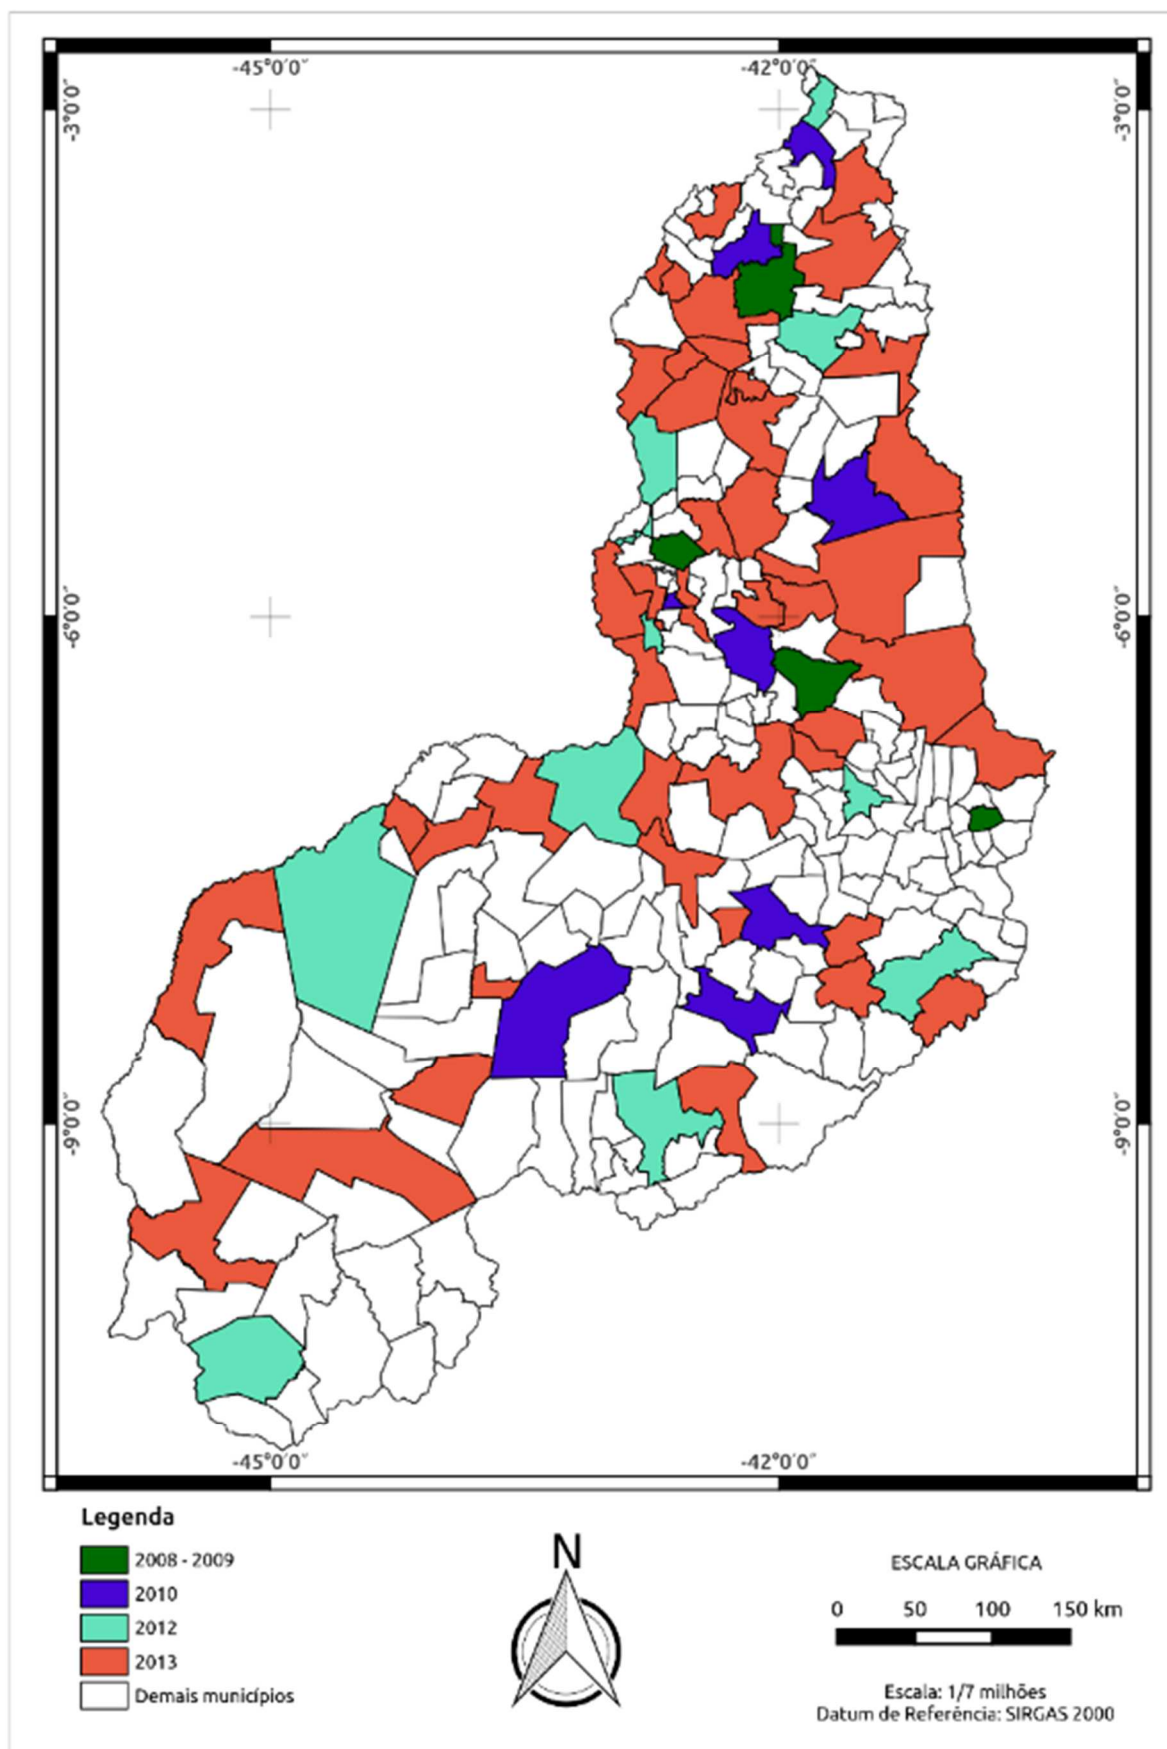 -45°0'0" -42°0'0"
-3°0'0" -3°0'0"
-6°0'0" -6°0'0"
-9°0'0" -9°0'0"
-45°0'0" -42°0'0"
Legenda
2008 - 2009
2010
2012
2013
Demais municípios
N
ESCALA GRÁFICA
0 50 100 150 km
Escala: 1/7 milhões
Datum de Referência: SIRGAS 2000